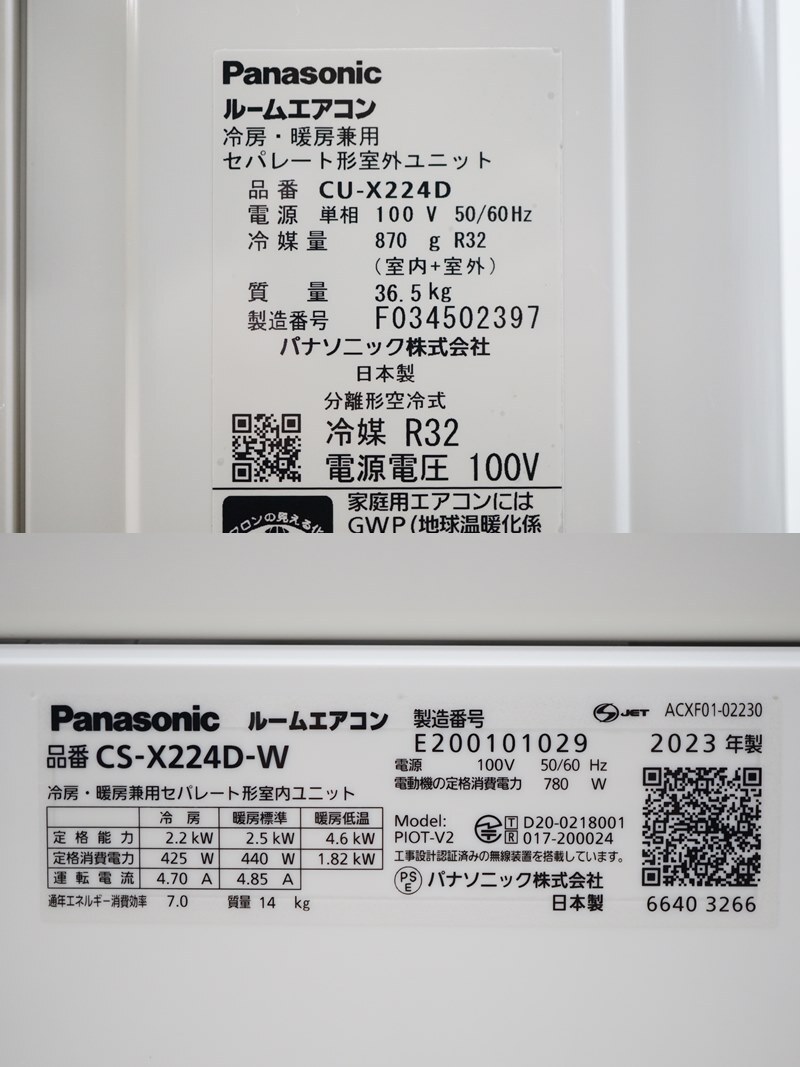 Panasonic
ルームエアコン
冷房・暖房兼用
セパレート形室外ユニット
品番 CU-X224D
電源 単相 100 V 50/60Hz
冷媒量 870 g R32
(室内+室外)
質量 36.5kg
製造番号 F034502397
パナソニック株式会社
日本製
分離形空冷式
冷媒 R32
電源電圧 100V
家庭用エアコンには
GWP(地球温暖化係
ロンの見える化
Panasonic ルームエアコン
品番 CS-X224D-W
冷房・暖房兼用セパレート形室内ユニット
冷房 暖房標準 暖房低温
定格能力 2.2 kW 2.5 kW 4.6 kW
定格消費電力 425 W 440 W 1.82 kW
運転電流 4.70 A 4.85 A
通年エネルギー消費効率 7.0 質量 14 kg
製造番号
E200101029
電源 100V 50/60 Hz
電動機の定格消費電力 780 W
Model:
PIOT-V2
T D20-0218001
R 017-200024
工事設計認証済みの無線装置を搭載しています。
PSE パナソニック株式会社
日本製
JET ACXF01-02230
2023 年製
6640 3266